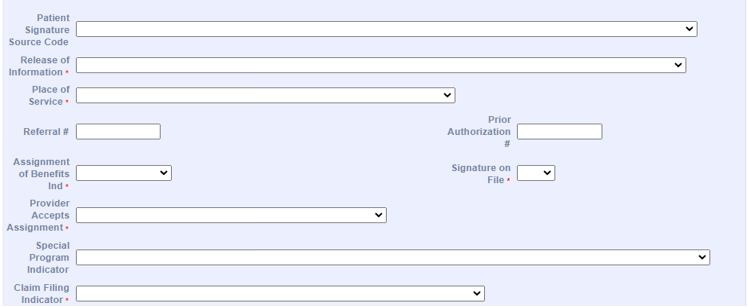 Patient
Signature
Source Code
Release of
Information *
Place of
Service *
Referral #
Prior
Authorization
#
Assignment
of Benefits
Ind *
Signature on
File *
Provider
Accepts
Assignment *
Special
Program
Indicator
Claim Filing
Indicator *